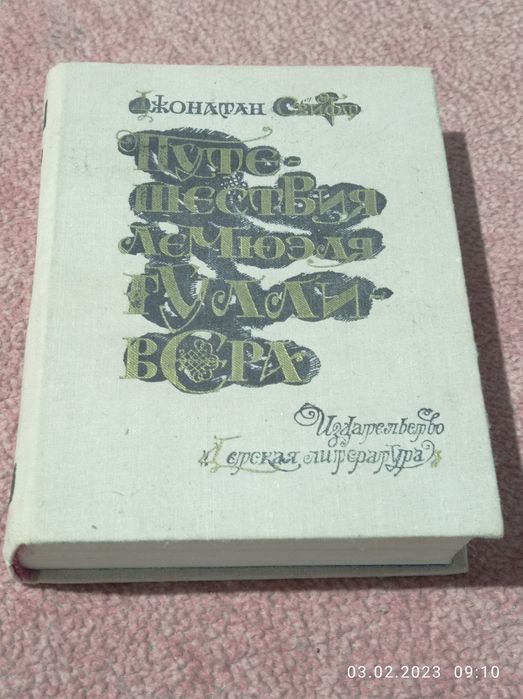 Джонатан Свифт
Путе-
шествия
Лемюэля
Гулли-
вера
Издательство
«Детская литература»
03.02.2023 09:10